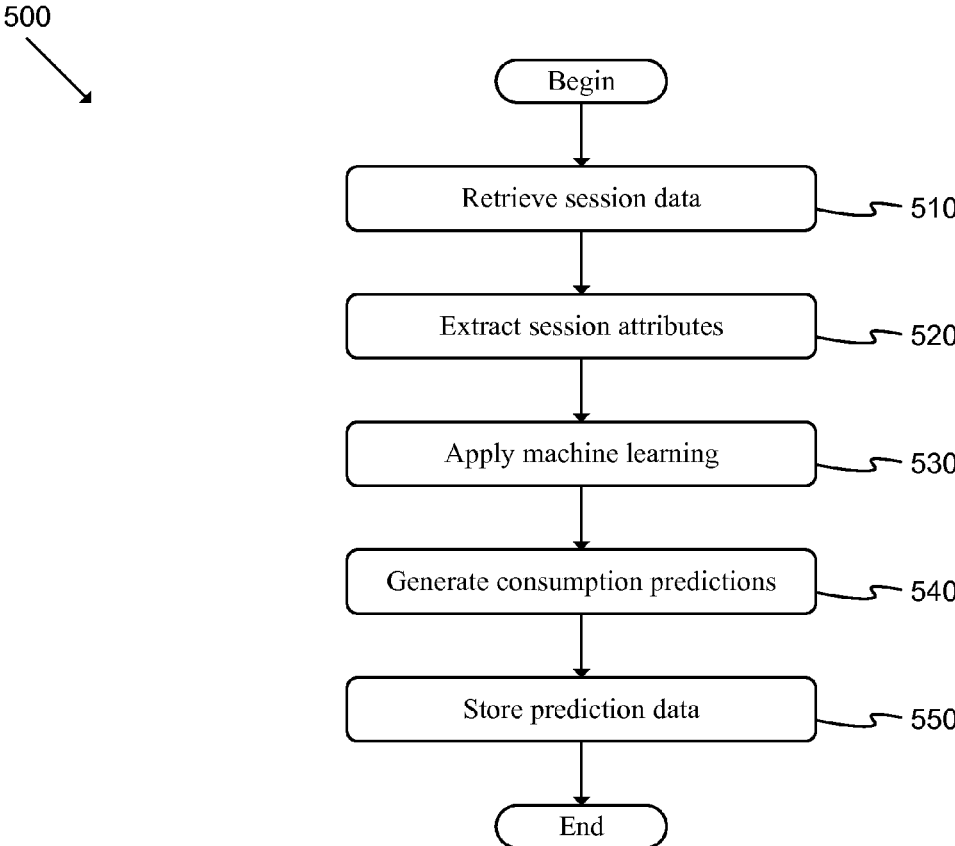 500
Begin
Retrieve session data
510
Extract session attributes
520
Apply machine learning
530
Generate consumption predictions
540
Store prediction data
550
End